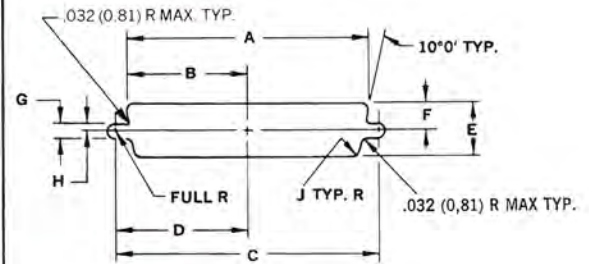 .032 (0.81) R MAX. TYP.
A
10°0' TYP.
B
G
F
E
H
FULL R
J TYP. R
.032 (0,81) R MAX TYP.
D
C